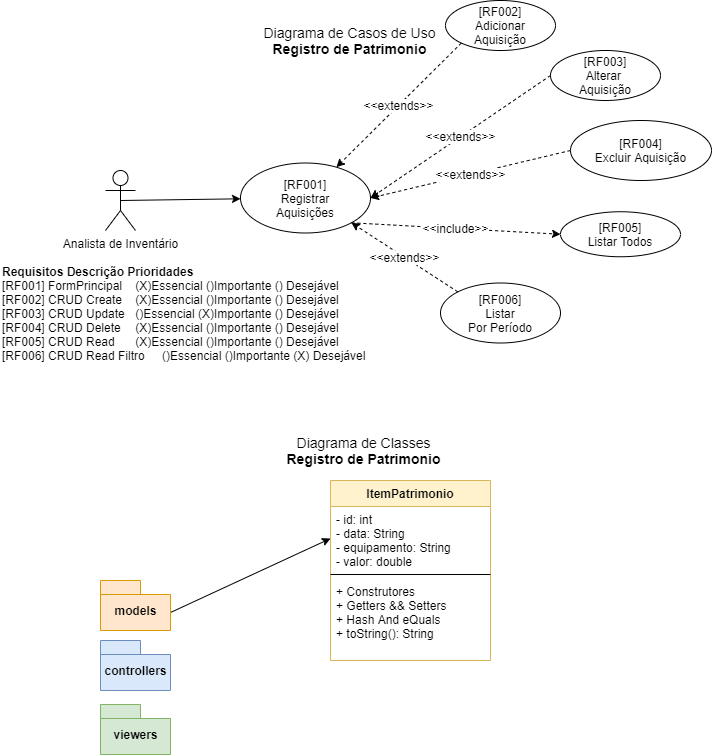 Diagrama de Casos de Uso
Registro de Patrimonio
[RF002]
Adicionar
Aquisição
[RF003]
Alterar
Aquisição
<<extends>>
<<extends>>
[RF004]
Excluir Aquisição
<<extends>>
[RF001]
Registrar
Aquisições
Analista de Inventário
<<include>>
[RF005]
Listar Todos
<<extends>>
[RF006]
Listar
Por Período
Requisitos Descrição Prioridades
[RF001] FormPrincipal (X)Essencial ()Importante () Desejável
[RF002] CRUD Create (X)Essencial ()Importante () Desejável
[RF003] CRUD Update ()Essencial (X)Importante () Desejável
[RF004] CRUD Delete (X)Essencial ()Importante () Desejável
[RF005] CRUD Read (X)Essencial ()Importante () Desejável
[RF006] CRUD Read Filtro ()Essencial ()Importante (X) Desejável
Diagrama de Classes
Registro de Patrimonio
ItemPatrimonio
- id: int
- data: String
- equipamento: String
- valor: double
+ Construtores
+ Getters && Setters
+ Hash And eQuals
+ toString(): String
models
controllers
viewers